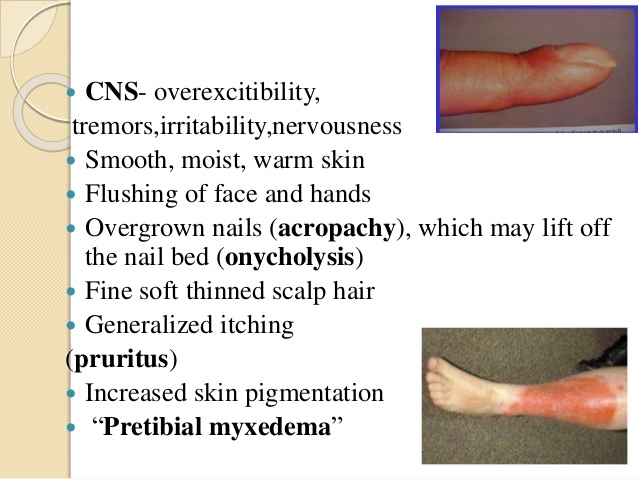 • CNS- overexcitibility,
tremors,irritability,nervousness
• Smooth, moist, warm skin
• Flushing of face and hands
• Overgrown nails (acropachy), which may lift off
the nail bed (onycholysis)
• Fine soft thinned scalp hair
• Generalized itching
(pruritus)
• Increased skin pigmentation
• “Pretibial myxedema”